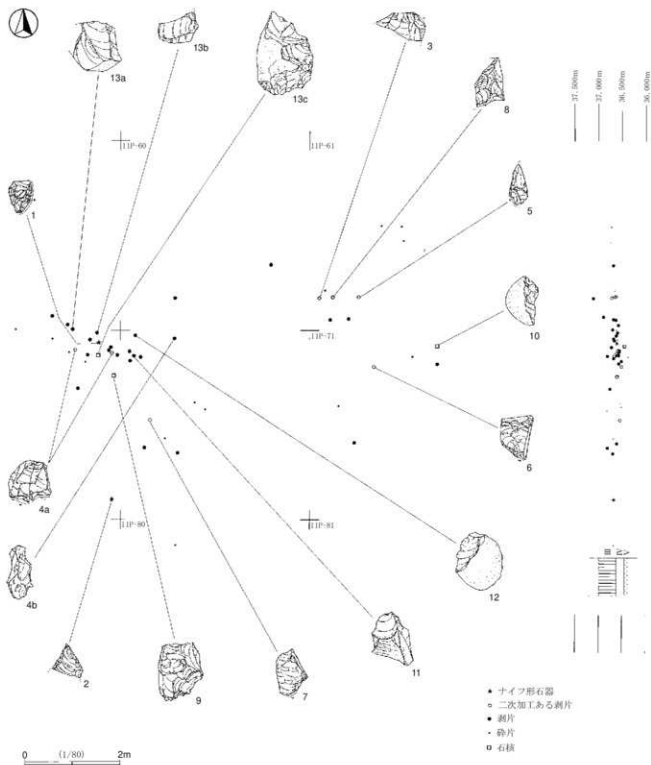 13a
13b
13c
3
8
37.500m
37.000m
36.500m
36.000m
11P-60
11P-61
1
5
10
11P-71
6
4a
11P-80
11P-81
12
4b
2
9
7
11
ナイフ形石器
二次加工ある剥片
剥片
砕片
石核
0 (1/80) 2m